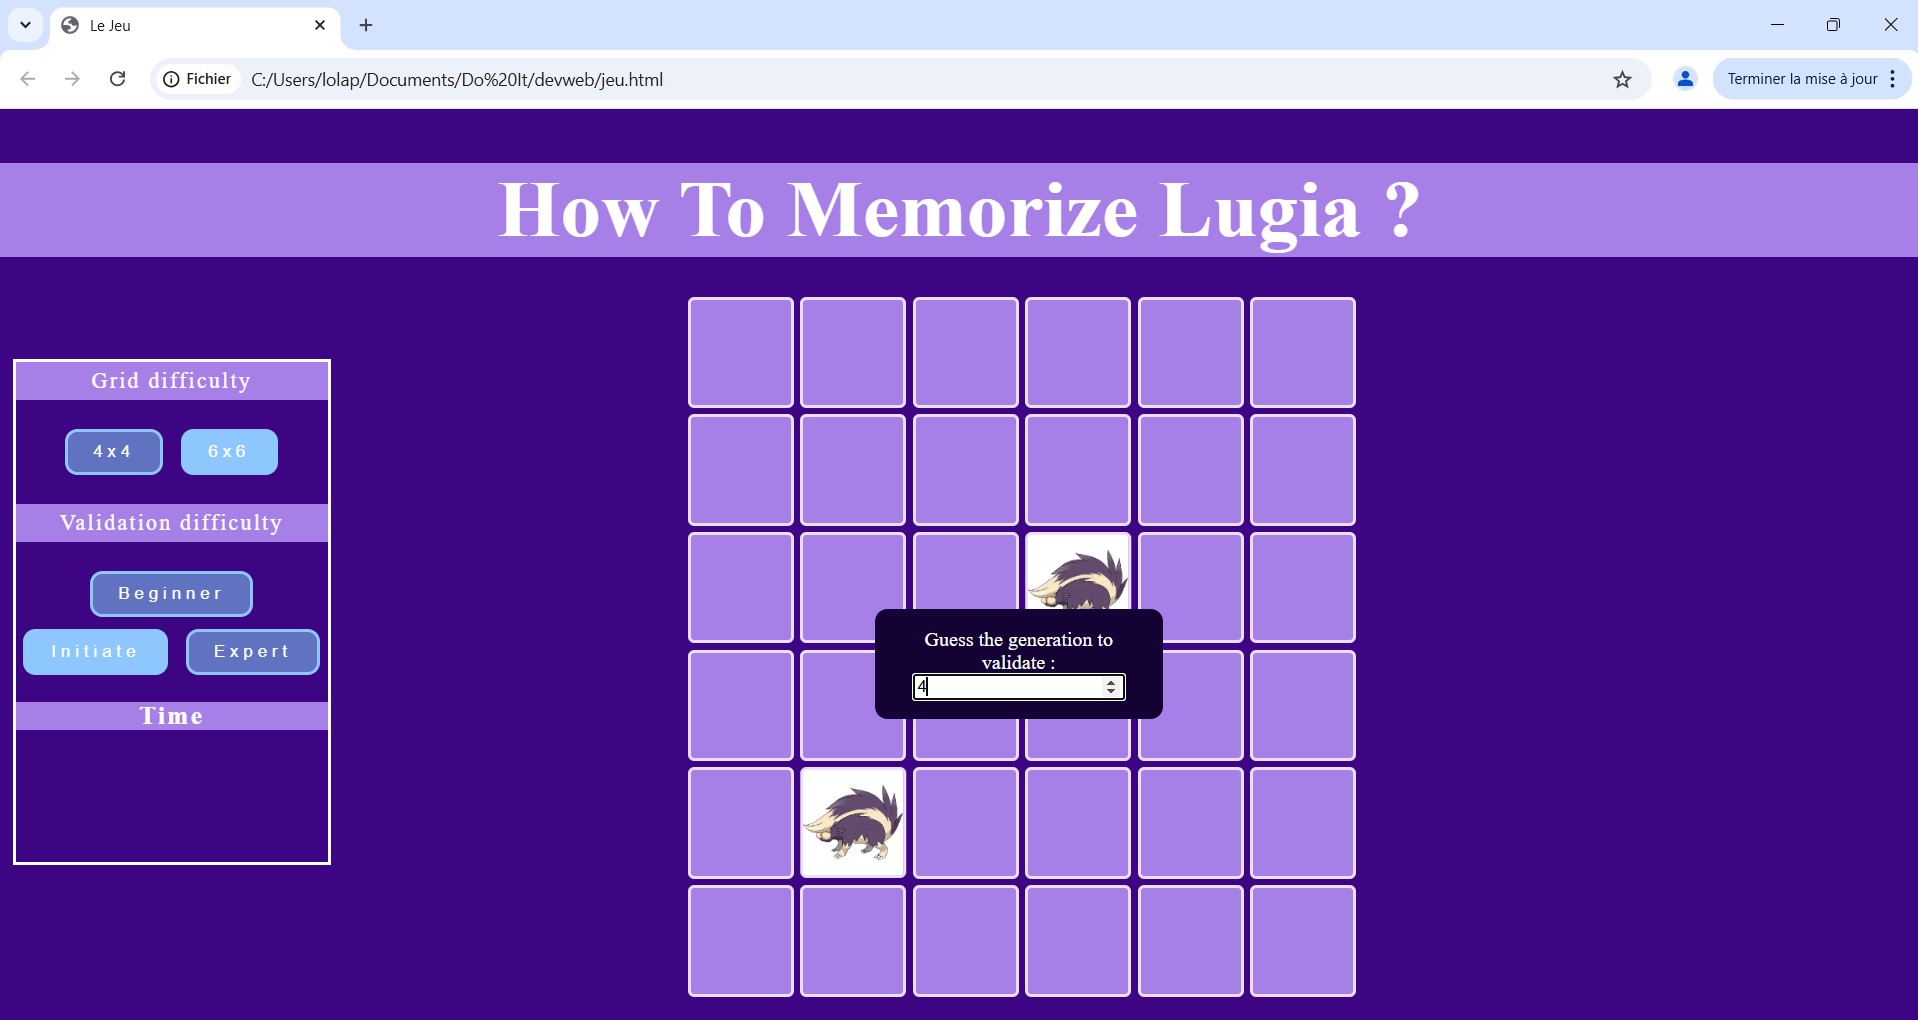 Le Jeu
Fichier C:/Users/lolap/Documents/Do%20It/devweb/jeu.html
Terminer la mise à jour
How To Memorize Lugia ?
Grid difficulty
4x4 6x6
Validation difficulty
Beginner
Initiate Expert
Time
Guess the generation to
validate :
4